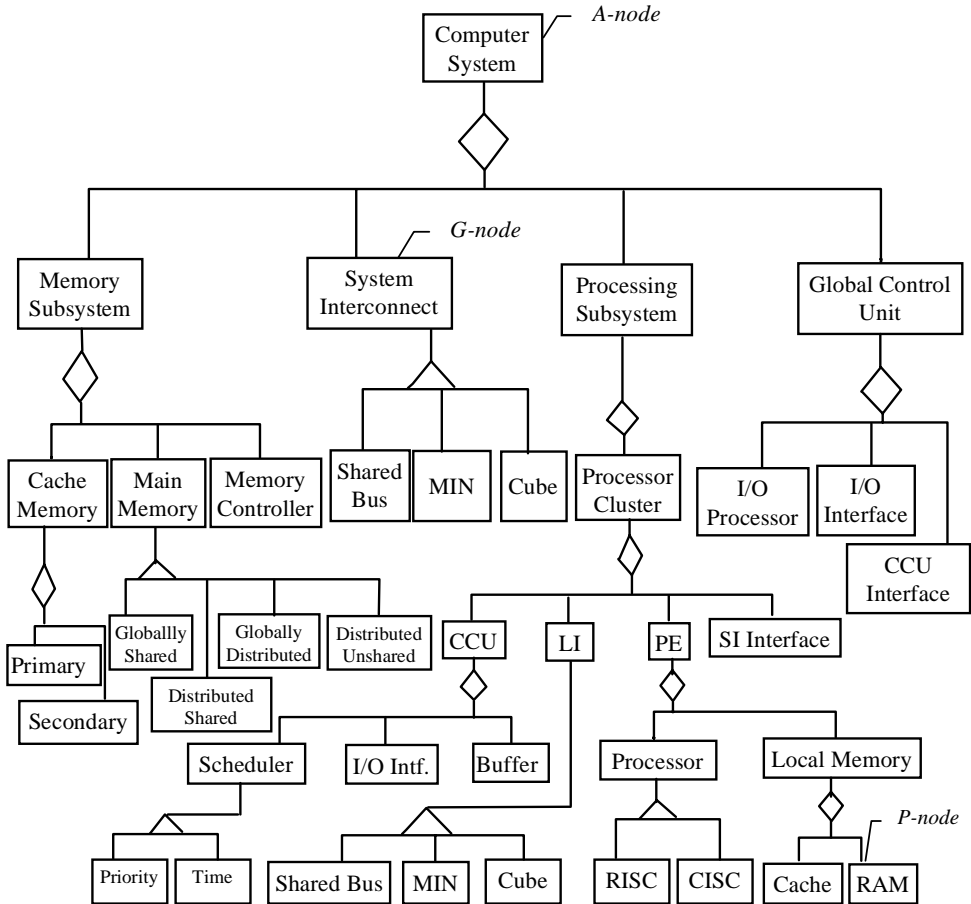 A-node
Computer
System
G-node
Memory
Subsystem
System
Interconnect
Processing
Subsystem
Global Control
Unit
Cache
Memory
Main
Memory
Memory
Controller
Shared
Bus
MIN
Cube
Processor
Cluster
I/O
Processor
I/O
Interface
CCU
Interface
Primary
Secondary
Globallly
Shared
Distributed
Shared
Globally
Distributed
Distributed
Unshared
CCU
LI
PE
SI Interface
Scheduler
I/O Intf.
Buffer
Processor
Local Memory
P-node
Priority
Time
Shared Bus
MIN
Cube
RISC
CISC
Cache
RAM